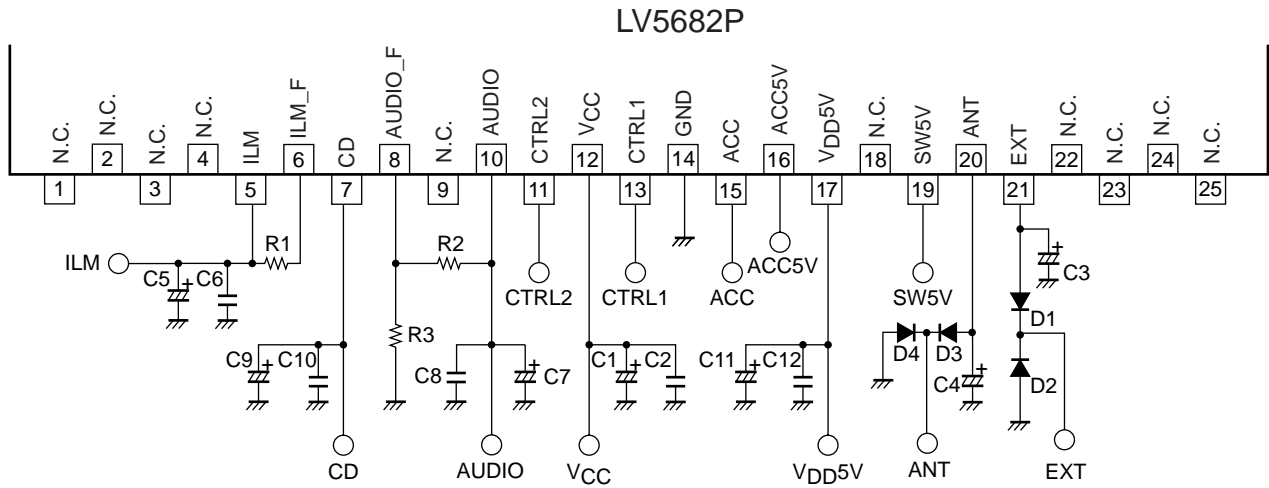 LV5682P
N.C. N.C. N.C. N.C. ILM ILM_F CD AUDIO_F N.C. AUDIO CTRL2 VCC CTRL1 GND ACC ACC5V VDD5V N.C. SW5V ANT EXT N.C. N.C. N.C. N.C.
1 2 3 4 5 6 7 8 9 10 11 12 13 14 15 16 17 18 19 20 21 22 23 24 25
ILM C5 + C6 R1 R2 CTRL2 CTRL1 ACC ACC5V SW5V + C3
R3 D1
C9 + C10 C8 + C7 C1 + C2 C11 + C12 D4 D3 C4 + D2
CD AUDIO VCC VDD5V ANT EXT